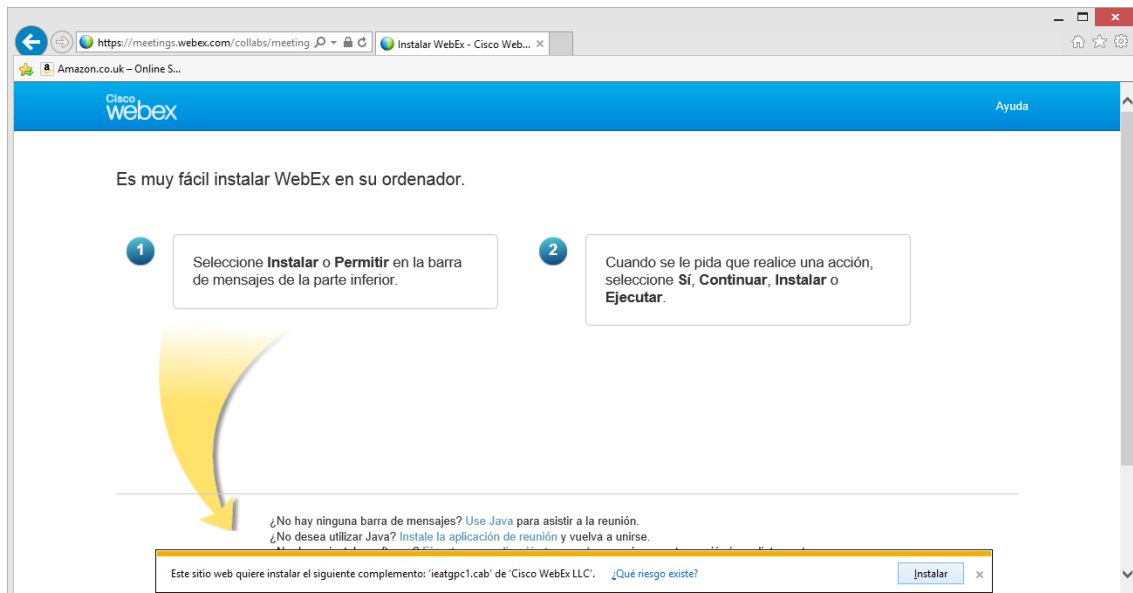 https://meetings.webex.com/collabs/meeting
Instalar WebEx - Cisco Web...
Amazon.co.uk – Online S...
Cisco
webex
Ayuda
Es muy fácil instalar WebEx en su ordenador.
1
Seleccione Instalar o Permitir en la barra
de mensajes de la parte inferior.
2
Cuando se le pida que realice una acción,
seleccione Sí, Continuar, Instalar o
Ejecutar.
¿No hay ninguna barra de mensajes? Use Java para asistir a la reunión.
¿No desea utilizar Java? Instale la aplicación de reunión y vuelva a unirse.
Este sitio web quiere instalar el siguiente complemento: 'ieatgpc1.cab' de 'Cisco WebEx LLC'.
¿Qué riesgo existe?
Instalar